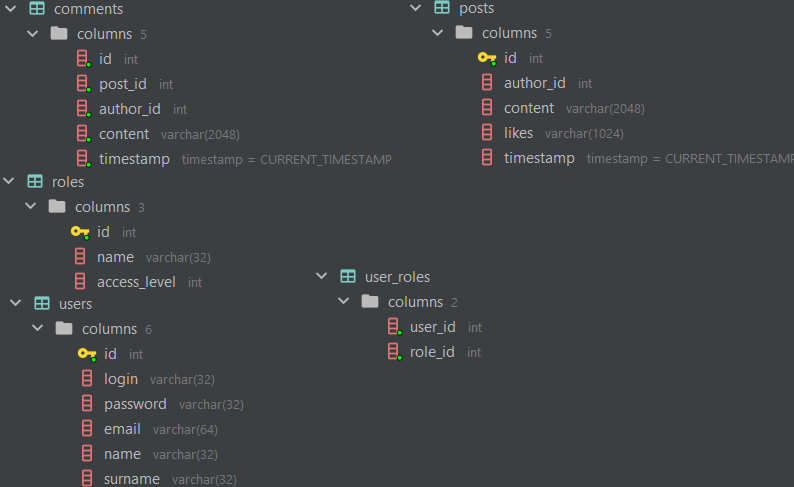 comments
columns 5
id int
post_id int
author_id int
content varchar(2048)
timestamp timestamp = CURRENT_TIMESTAMP
posts
columns 5
id int
author_id int
content varchar(2048)
likes varchar(1024)
timestamp timestamp = CURRENT_TIMESTAMP
roles
columns 3
id int
name varchar(32)
access_level int
users
columns 6
id int
login varchar(32)
password varchar(32)
email varchar(64)
name varchar(32)
surname varchar(32)
user_roles
columns 2
user_id int
role_id int